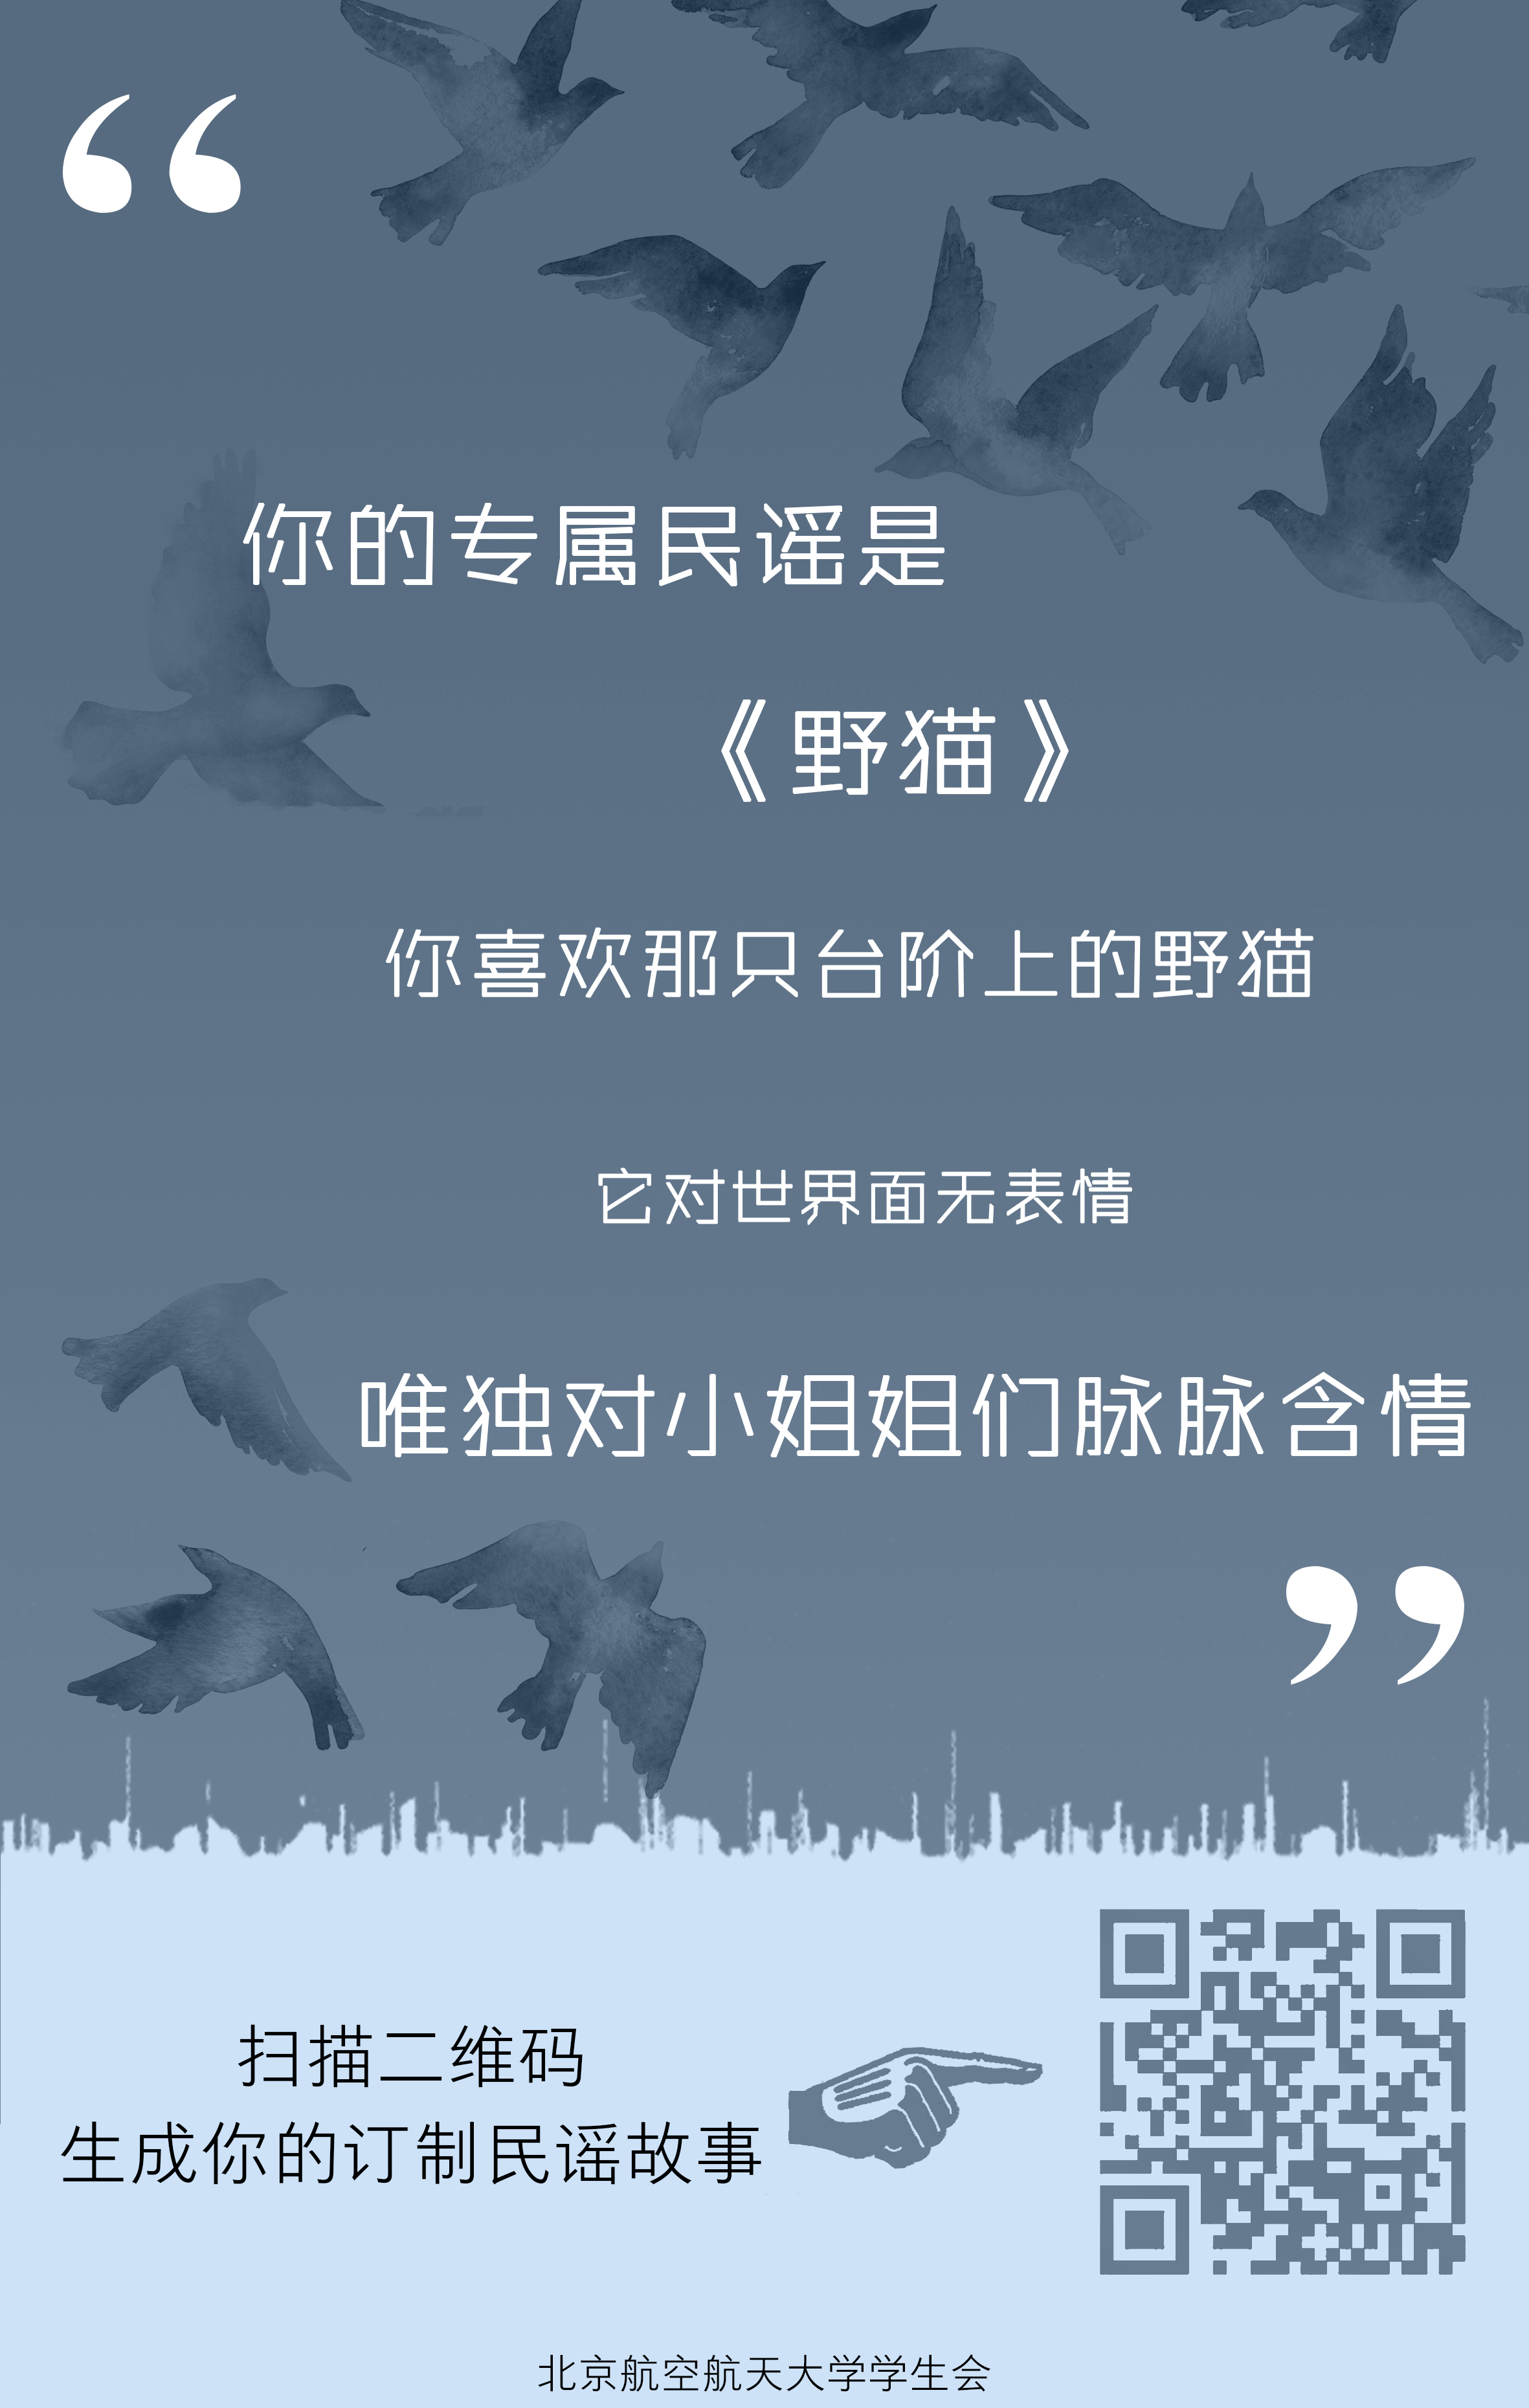 “
你的专属民谣是
《野猫》
你喜欢那只台阶上的野猫
它对世界面无表情
唯独对小姐姐们脉脉含情
”
扫描二维码
生成你的订制民谣故事
北京航空航天大学学生会